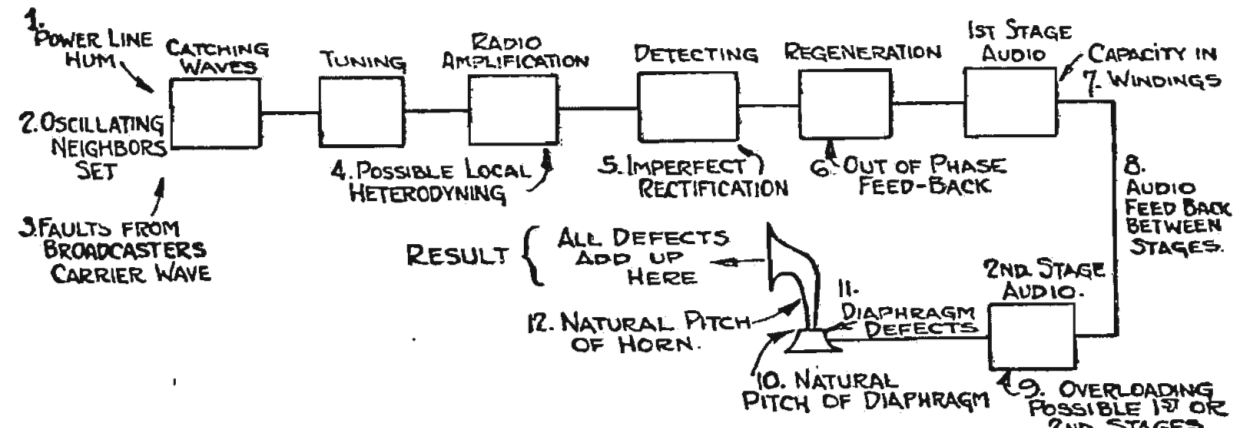 1.
POWER LINE
HUM
CATCHING
WAVES
TUNING
RADIO
AMPLIFICATION
DETECTING
REGENERATION
1ST STAGE
AUDIO
CAPACITY IN
7. WINDINGS
2. OSCILLATING
NEIGHBORS
SET
3. FAULTS FROM
BROADCASTERS
CARRIER WAVE
4. POSSIBLE LOCAL
HETERODYNING
5. IMPERFECT
RECTIFICATION
6. OUT OF PHASE
FEED-BACK
8.
AUDIO
FEED BACK
BETWEEN
STAGES.
RESULT {
ALL DEFECTS
ADD UP
HERE
2ND. STAGE
AUDIO.
11.
DIAPHRAGM
DEFECTS
12. NATURAL PITCH
OF HORN.
10. NATURAL
PITCH OF DIAPHRAGM
9. OVERLOADING
POSSIBLE 1ST OR
2ND STAGES